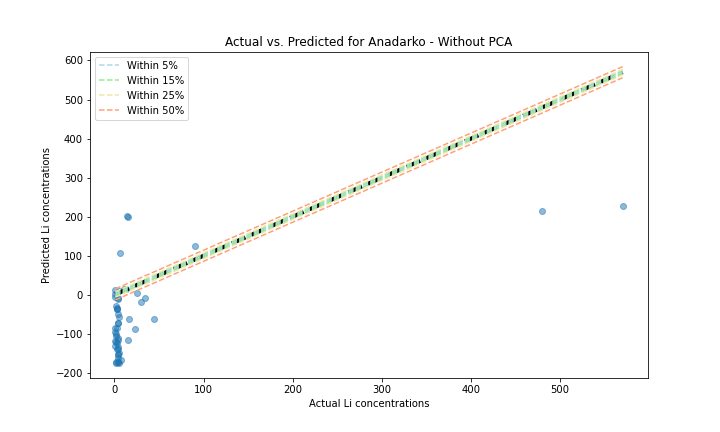 Actual vs. Predicted for Anadarko - Without PCA
Within 5%
Within 15%
Within 25%
Within 50%
Predicted Li concentrations
600
500
400
300
200
100
0
−100
−200
0
100
200
300
400
500
Actual Li concentrations